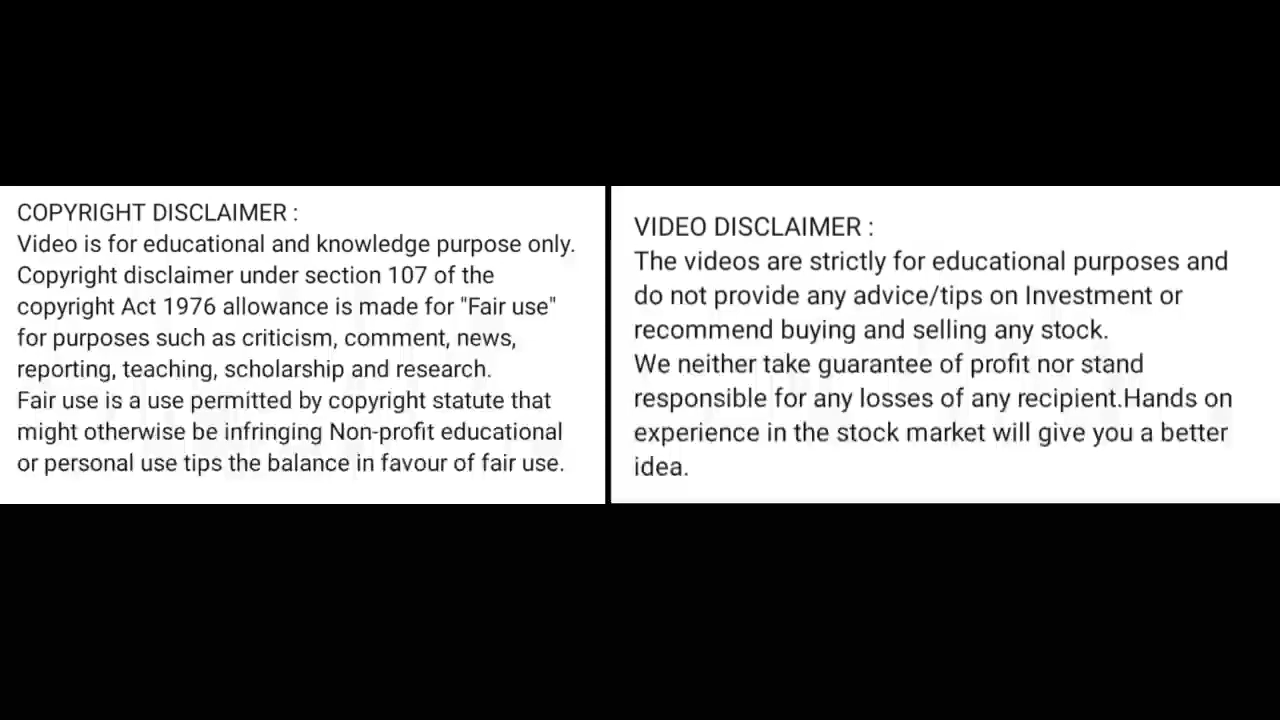 COPYRIGHT DISCLAIMER :
Video is for educational and knowledge purpose only.
Copyright disclaimer under section 107 of the
copyright Act 1976 allowance is made for "Fair use"
for purposes such as criticism, comment, news,
reporting, teaching, scholarship and research.
Fair use is a use permitted by copyright statute that
might otherwise be infringing Non-profit educational
or personal use tips the balance in favour of fair use.
VIDEO DISCLAIMER :
The videos are strictly for educational purposes and
do not provide any advice/tips on Investment or
recommend buying and selling any stock.
We neither take guarantee of profit nor stand
responsible for any losses of any recipient.Hands on
experience in the stock market will give you a better
idea.